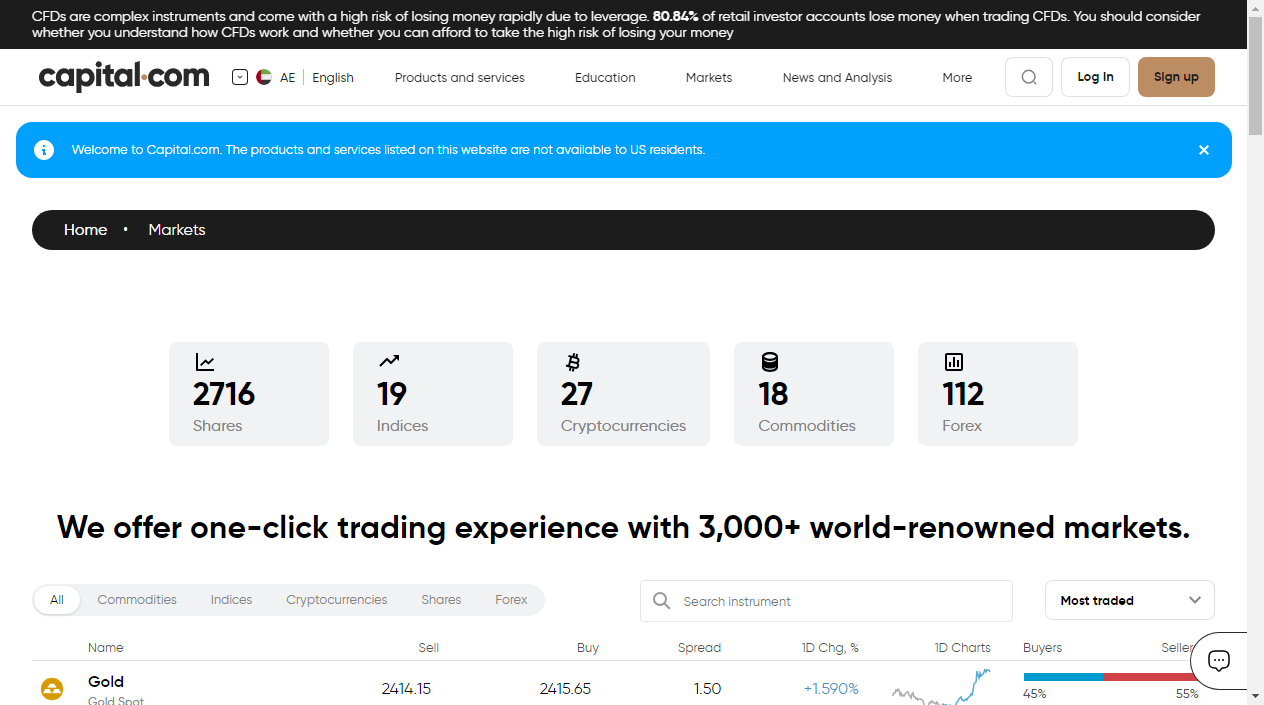 CFDs are complex instruments and come with a high risk of losing money rapidly due to leverage. 80.84% of retail investor accounts lose money when trading CFDs. You should consider
whether you understand how CFDs work and whether you can afford to take the high risk of losing your money
capital.com AE English Products and services Education Markets News and Analysis More Log In Sign up
Welcome to Capital.com. The products and services listed on this website are not available to US residents.
Home • Markets
2716 19 27 18 112
Shares Indices Cryptocurrencies Commodities Forex
We offer one-click trading experience with 3,000+ world-renowned markets.
All Commodities Indices Cryptocurrencies Shares Forex Search instrument Most traded
Name Sell Buy Spread 1D Chg, % 1D Charts Buyers Seller
Gold 2414.15 2415.65 1.50 +1.590%
Gold Spot 45% 55%